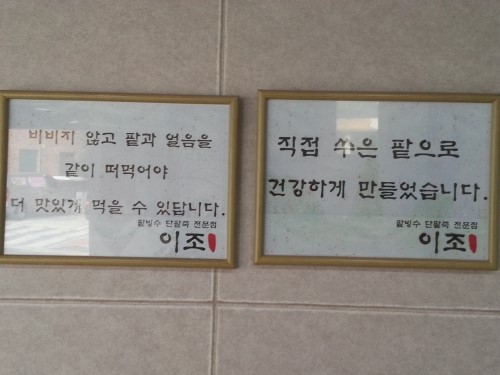 비비지 않고 팥과 얼음을
같이 떠먹어야
더 맛있게 먹을 수 있답니다.
팥빙수 단팥죽 전문점
이조
직접 쑤은 팥으로
건강하게 만들었습니다.
팥빙수 단팥죽 전문점
이조